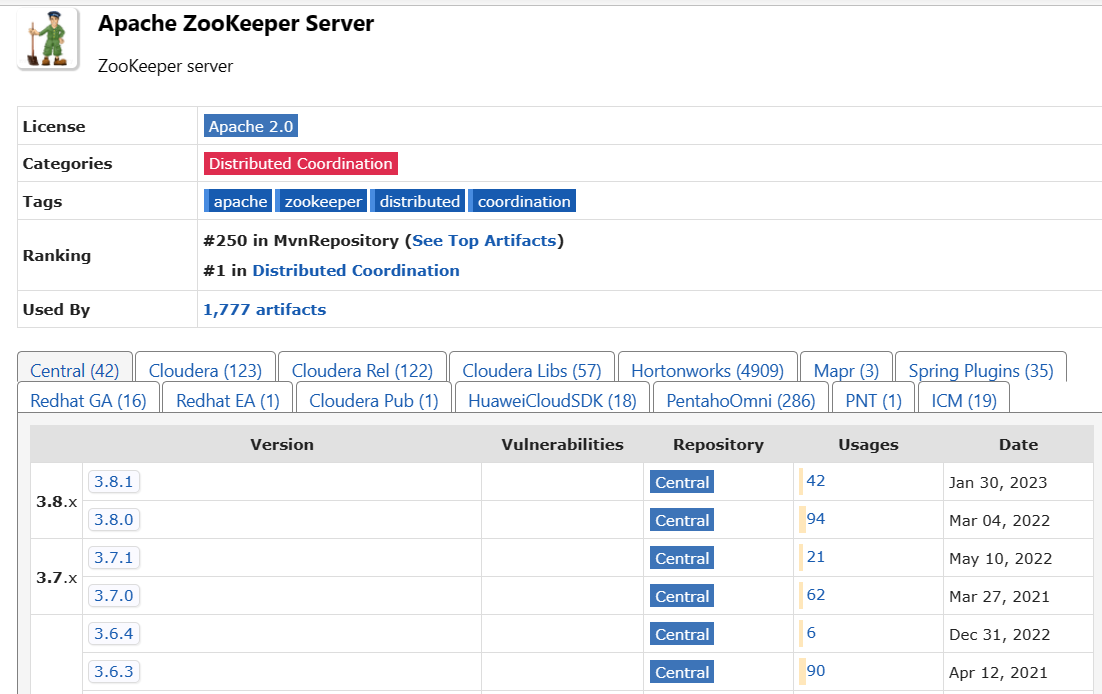 Apache ZooKeeper Server
ZooKeeper server
License Apache 2.0
Categories Distributed Coordination
Tags apache zookeeper distributed coordination
Ranking #250 in MvnRepository (See Top Artifacts)
#1 in Distributed Coordination
Used By 1,777 artifacts
Central (42) Cloudera (123) Cloudera Rel (122) Cloudera Libs (57) Hortonworks (4909) Mapr (3) Spring Plugins (35)
Redhat GA (16) Redhat EA (1) Cloudera Pub (1) HuaweiCloudSDK (18) PentahoOmni (286) PNT (1) ICM (19)
Version Vulnerabilities Repository Usages Date
3.8.x 3.8.1 Central 42 Jan 30, 2023
3.8.0 Central 94 Mar 04, 2022
3.7.x 3.7.1 Central 21 May 10, 2022
3.7.0 Central 62 Mar 27, 2021
3.6.4 Central 6 Dec 31, 2022
3.6.3 Central 90 Apr 12, 2021